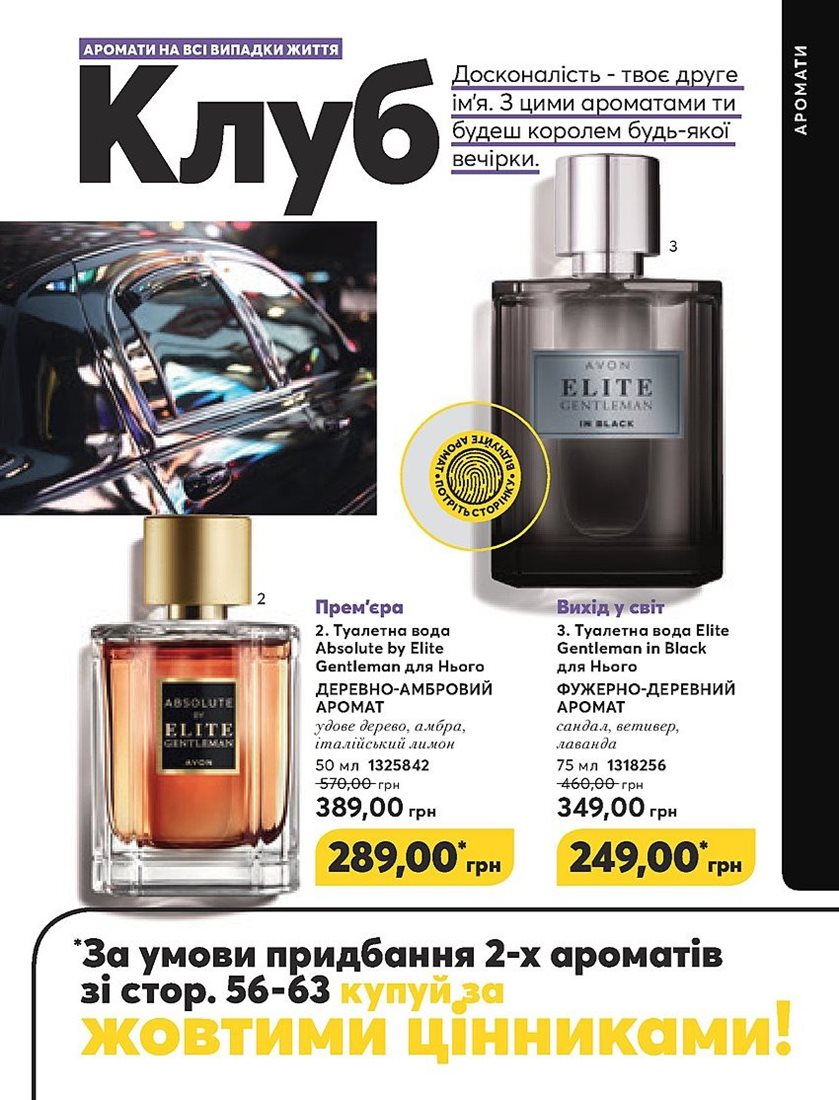 АРОМАТИ НА ВСІ ВИПАДКИ ЖИТТЯ
Клуб
Досконалість - твоє друге
ім'я. З цими ароматами ти
будеш королем будь-якої
вечірки.
АРОМАТИ
3
AVON
ELITE
GENTLEMAN
IN BLACK
ВІДЧУЙТЕ АРОМАТ • ПОТРІТЬ СТОРІНКУ •
2
ABSOLUTE
BY
ELITE
GENTLEMAN
AVON
Прем'єра
2. Туалетна вода
Absolute by Elite
Gentleman для Нього
ДЕРЕВНО-АМБРОВИЙ
АРОМАТ
удове дерево, амбра,
італійський лимон
50 мл 1325842
570,00 грн
389,00 грн
289,00* грн
Вихід у світ
3. Туалетна вода Elite
Gentleman in Black
для Нього
ФУЖЕРНО-ДЕРЕВНИЙ
АРОМАТ
сандал, ветивер,
лаванда
75 мл 1318256
460,00 грн
349,00 грн
249,00* грн
*За умови придбання 2-х ароматів
зі стор. 56-63 купуй за
жовтими цінниками!